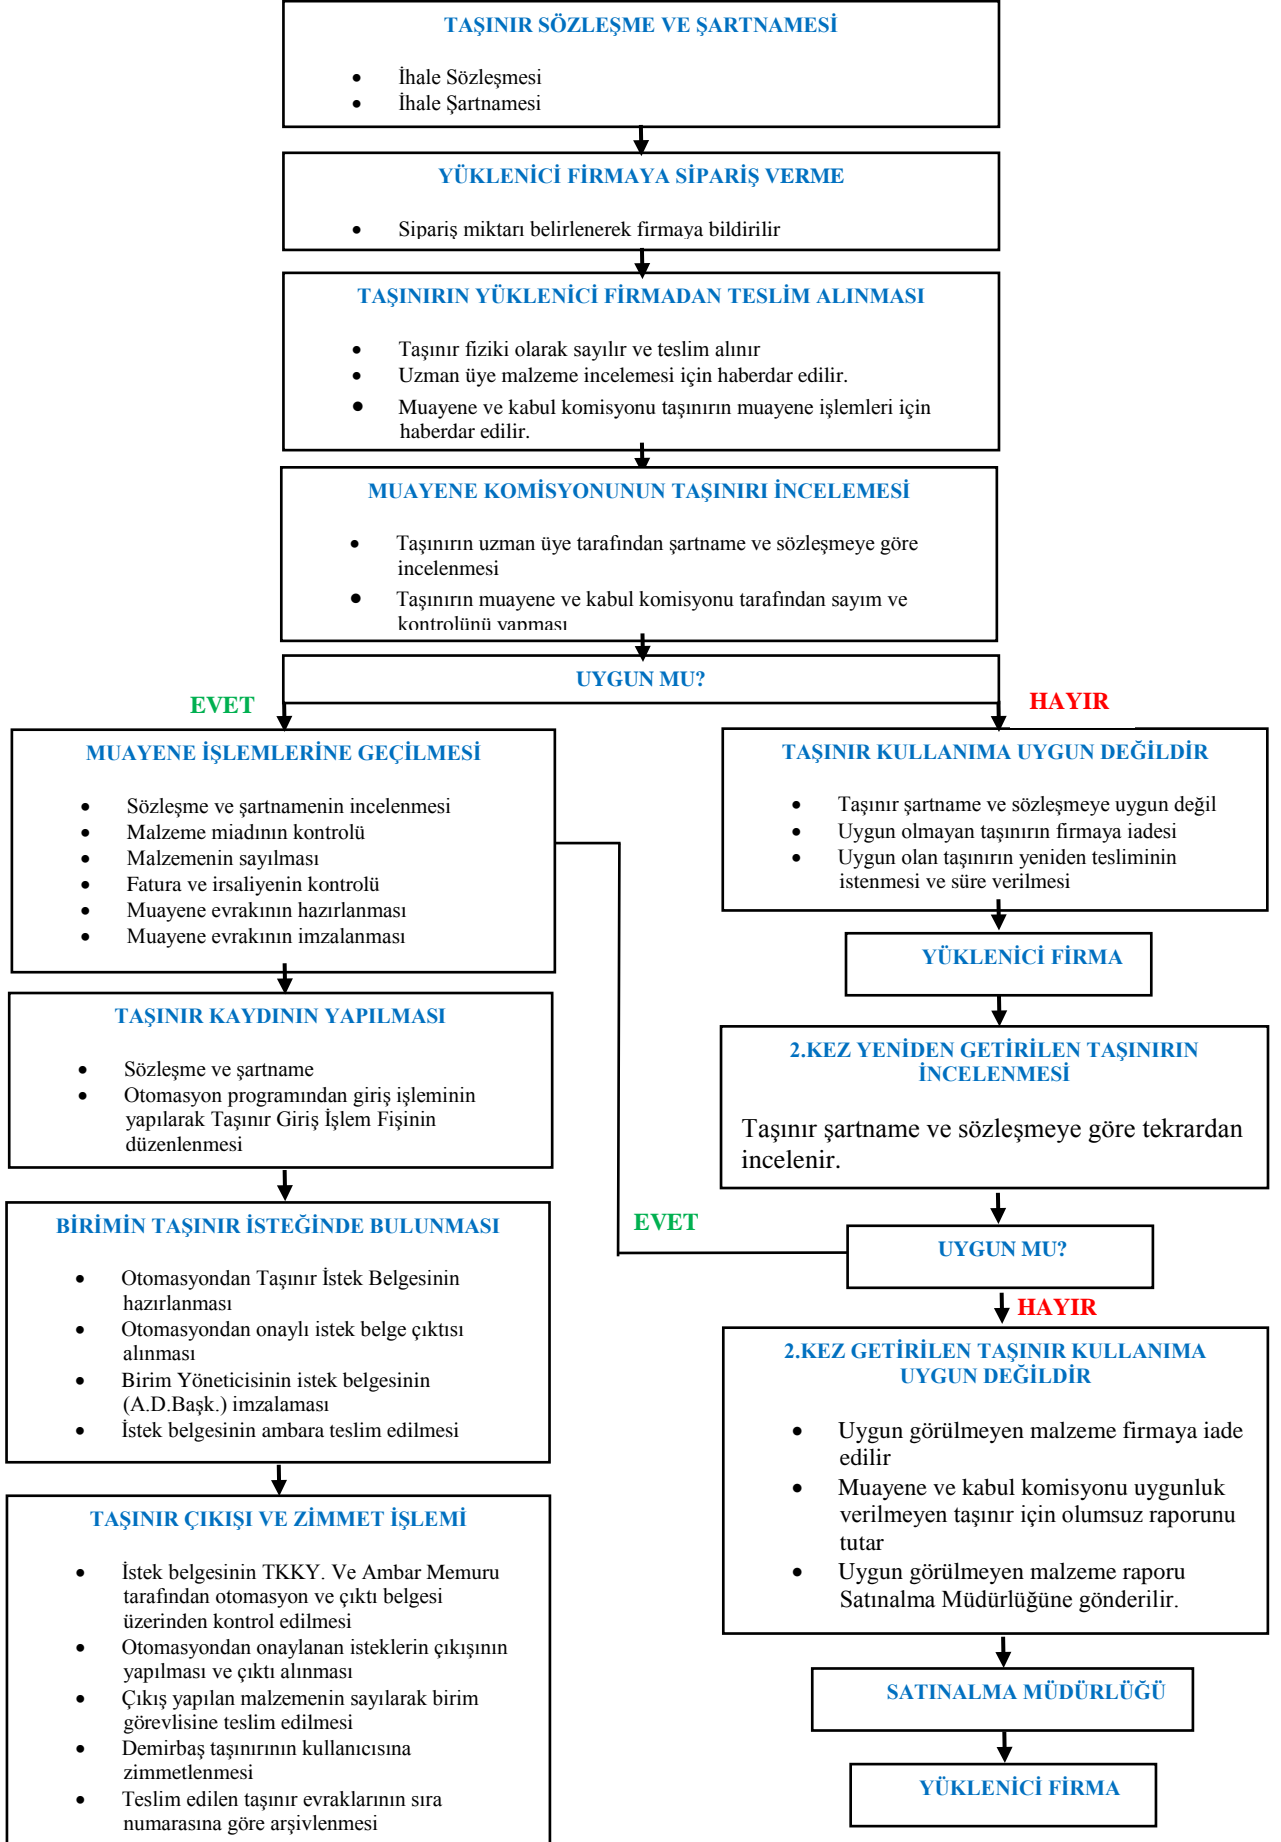 TAŞINIR SÖZLEŞME VE ŞARTNAMESİ
• İhale Sözleşmesi
• İhale Şartnamesi
YÜKLENİCİ FİRMAYA SİPARİŞ VERME
• Sipariş miktarı belirlenerek firmaya bildirilir
TAŞINIRIN YÜKLENİCİ FİRMADAN TESLİM ALINMASI
• Taşınır fiziki olarak sayılır ve teslim alınır
• Uzman üye malzeme incelemesi için haberdar edilir.
• Muayene ve kabul komisyonu taşınırın muayene işlemleri için
haberdar edilir.
MUAYENE KOMİSYONUNUN TAŞINIRI İNCELEMESİ
• Taşınırın uzman üye tarafından şartname ve sözleşmeye göre
incelenmesi
• Taşınırın muayene ve kabul komisyonu tarafından sayım ve
kontrolünü yapması
UYGUN MU?
EVET
HAYIR
MUAYENE İŞLEMLERİNE GEÇİLMESİ
• Sözleşme ve şartnamenin incelenmesi
• Malzeme miadının kontrolü
• Malzemenin sayılması
• Fatura ve irsaliyenin kontrolü
• Muayene evrakının hazırlanması
• Muayene evrakının imzalanması
TAŞINIR KAYDININ YAPILMASI
• Sözleşme ve şartname
• Otomasyon programından giriş işleminin
yapılarak Taşınır Giriş İşlem Fişinin
düzenlenmesi
BİRİMİN TAŞINIR İSTEĞİNDE BULUNMASI
• Otomasyondan Taşınır İstek Belgesinin
hazırlanması
• Otomasyondan onaylı istek belge çıktısı
alınması
• Birim Yöneticisinin istek belgesinin
(A.D.Başk.) imzalaması
• İstek belgesinin ambara teslim edilmesi
TAŞINIR ÇIKIŞI VE ZİMMET İŞLEMİ
• İstek belgesinin TKKY. Ve Ambar Memuru
tarafından otomasyon ve çıktı belgesi
üzerinden kontrol edilmesi
• Otomasyondan onaylanan isteklerin çıkışının
yapılması ve çıktı alınması
• Çıkış yapılan malzemenin sayılarak birim
görevlisine teslim edilmesi
• Demirbaş taşınırının kullanıcısına
zimmetlenmesi
• Teslim edilen taşınır evraklarının sıra
numarasına göre arşivlenmesi
TAŞINIR KULLANIMA UYGUN DEĞİLDİR
• Taşınır şartname ve sözleşmeye uygun değil
• Uygun olmayan taşınırın firmaya iadesi
• Uygun olan taşınırın yeniden tesliminin
istenmesi ve süre verilmesi
YÜKLENİCİ FİRMA
2.KEZ YENİDEN GETİRİLEN TAŞINIRIN
İNCELENMESİ
Taşınır şartname ve sözleşmeye göre tekrardan
incelenir.
EVET
UYGUN MU?
HAYIR
2.KEZ GETİRİLEN TAŞINIR KULLANIMA
UYGUN DEĞİLDİR
• Uygun görülmeyen malzeme firmaya iade
edilir
• Muayene ve kabul komisyonu uygunluk
verilmeyen taşınır için olumsuz raporunu
tutar
• Uygun görülmeyen malzeme raporu
Satınalma Müdürlüğüne gönderilir.
SATINALMA MÜDÜRLÜĞÜ
YÜKLENİCİ FİRMA